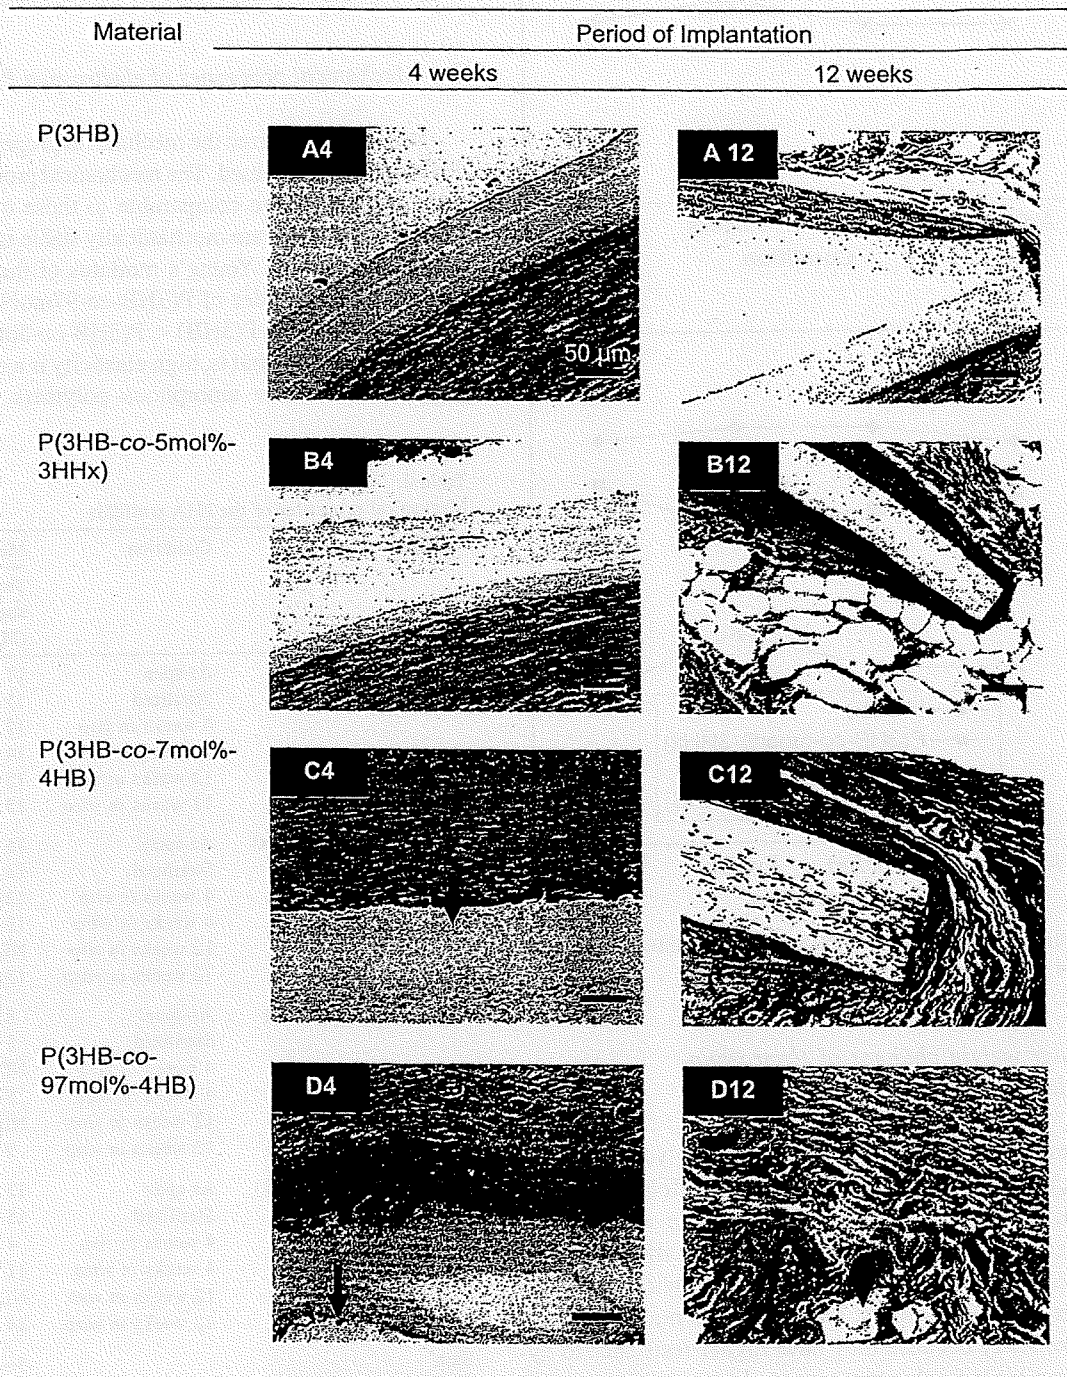 Material
Period of Implantation
4 weeks
12 weeks
P(3HB)
A4
A 12
50 µm
P(3HB-co-5mol%-
3HHx)
B4
B12
P(3HB-co-7mol%-
4HB)
C4
C12
P(3HB-co-
97mol%-4HB)
D4
D12